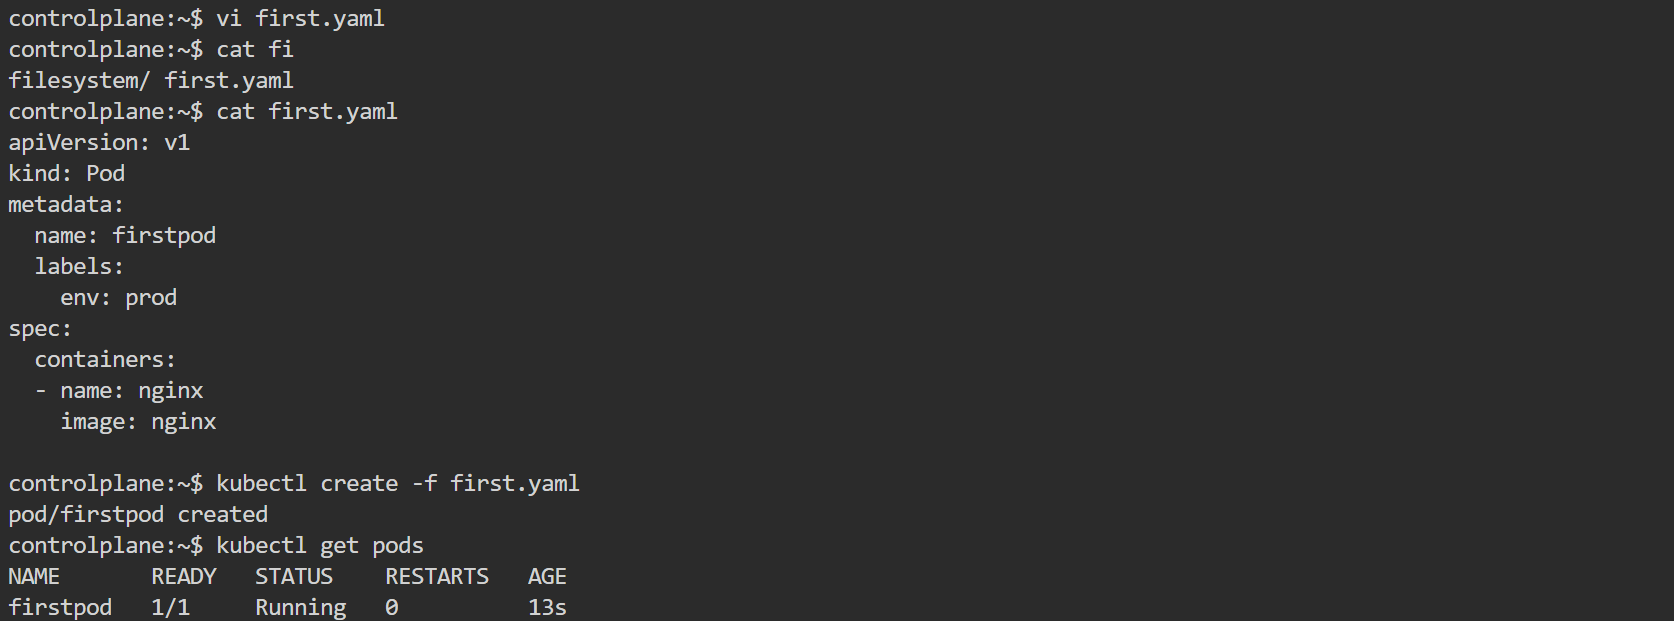 controlplane:~$ vi first.yaml
controlplane:~$ cat fi
filesystem/ first.yaml
controlplane:~$ cat first.yaml
apiVersion: v1
kind: Pod
metadata:
  name: firstpod
  labels:
    env: prod
spec:
  containers:
  - name: nginx
    image: nginx

controlplane:~$ kubectl create -f first.yaml
pod/firstpod created
controlplane:~$ kubectl get pods
NAME       READY   STATUS    RESTARTS   AGE
firstpod   1/1     Running   0          13s